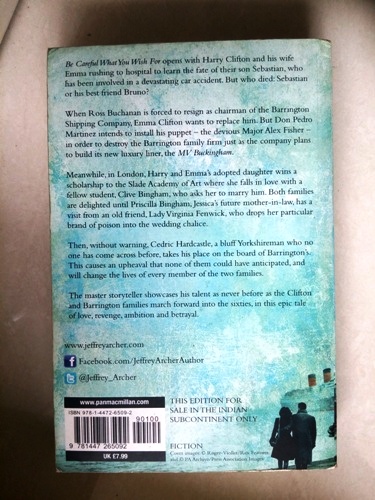 Be Careful What You Wish For opens with Harry Clifton and his wife
Emma rushing to hospital to learn the fate of their son Sebastian, who
has been involved in a devastating car accident. But who died: Sebastian
or his best friend Bruno?
When Ross Buchanan is forced to resign as chairman of the Barrington
Shipping Company, Emma Clifton wants to replace him. But Don Pedro
Martinez intends to install his puppet – the devious Major Alex Fisher –
in order to destroy the Barrington family firm just as the company plans
to build its new luxury liner, the MV Buckingham.
Meanwhile, in London, Harry and Emma's adopted daughter wins a
scholarship to the Slade Academy of Art where she falls in love with a
fellow student, Clive Bingham, who asks her to marry him. Both families
are delighted until Priscilla Bingham, Jessica's future mother-in-law, has a
visit from an old friend, Lady Virginia Fenwick, who drops her particular
brand of poison into the wedding chalice.
Then, without warning, Cedric Hardcastle, a bluff Yorkshireman who no
one has come across before, takes his place on the board of Barrington's.
This causes an upheaval that none of them could have anticipated, and
will change the lives of every member of the two families.
The master storyteller showcases his talent as never before as the Clifton
and Barrington families march forward into the sixties, in this epic tale
of love, revenge, ambition and betrayal.
www.jeffreyarcher.com
Facebook.com/JeffreyArcherAuthor
@Jeffrey_Archer
www.panmacmillan.com
ISBN 978-1-4472-6509-2
90100
9 781447 265092
UK £7.99
THIS EDITION FOR
SALE IN THE INDIAN
SUBCONTINENT ONLY
FICTION
Cover images: © Roger-Viollet/Rex Features
and © PA Archive/Press Association Images